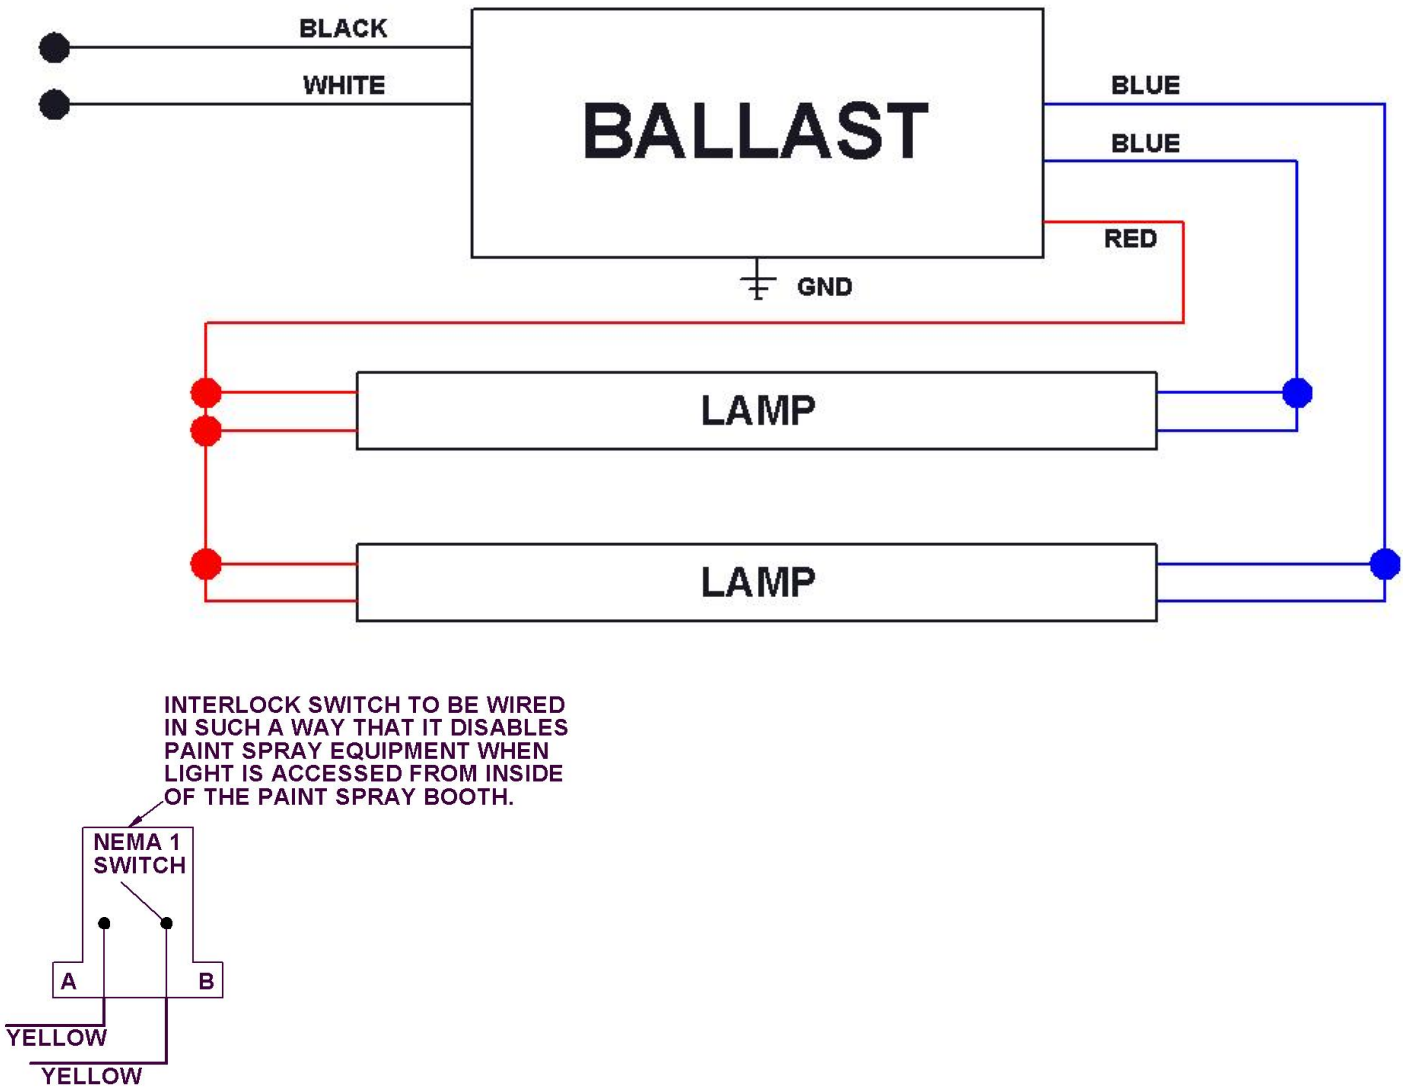 BLACK
WHITE
BALLAST
BLUE
BLUE
RED
GND
LAMP
LAMP
INTERLOCK SWITCH TO BE WIRED
IN SUCH A WAY THAT IT DISABLES
PAINT SPRAY EQUIPMENT WHEN
LIGHT IS ACCESSED FROM INSIDE
OF THE PAINT SPRAY BOOTH.
NEMA 1
SWITCH
A
B
YELLOW
YELLOW